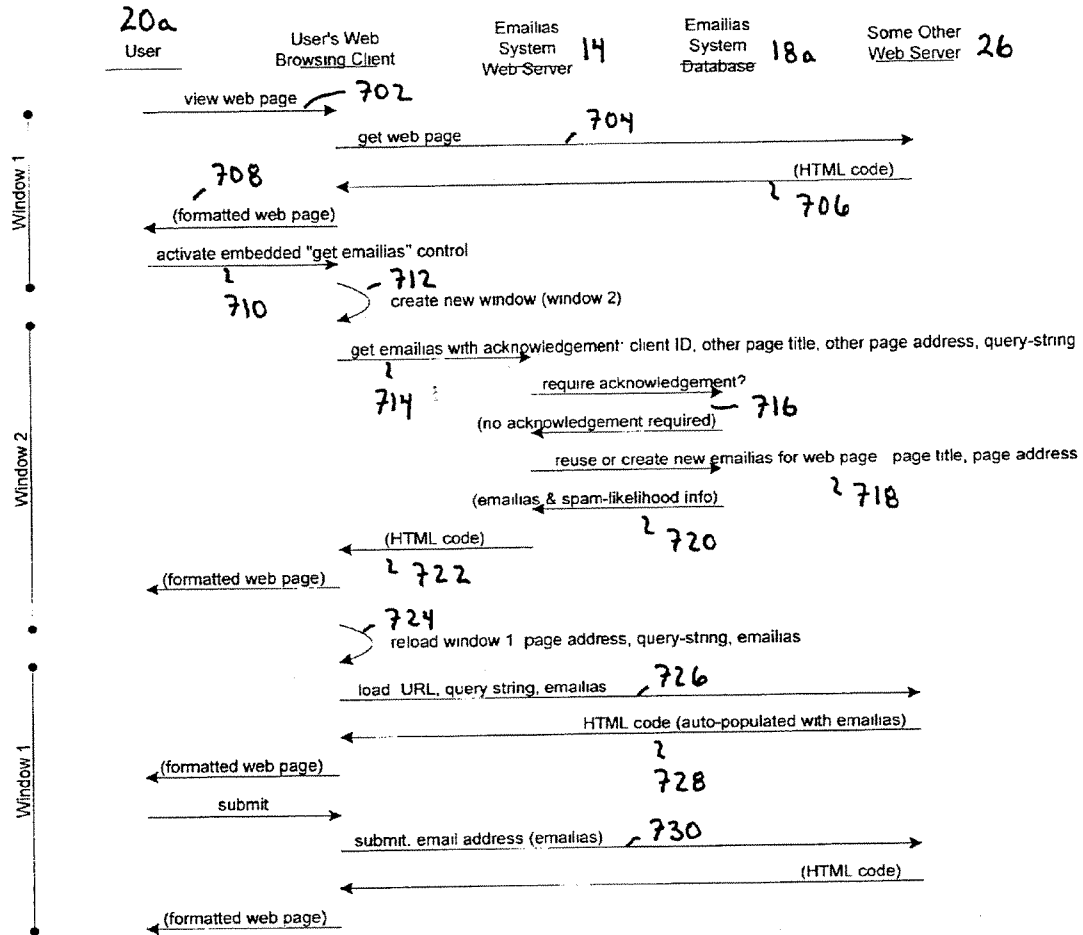 20a
User
User's Web
Browsing Client
Emailias
System
Web Server
14
Emailias
System
Database
18a
Some Other
Web Server
26
Window 1
view web page
702
get web page
704
(HTML code)
706
708
(formatted web page)
activate embedded "get emailias" control
710
712
create new window (window 2)
Window 2
get emailias with acknowledgement: client ID, other page title, other page address, query-string
714
require acknowledgement?
716
(no acknowledgement required)
reuse or create new emailias for web page page title, page address
718
(emailias & spam-likelihood info)
720
(HTML code)
722
(formatted web page)
724
reload window 1 page address, query-string, emailias
Window 1
load URL, query string, emailias
726
HTML code (auto-populated with emailias)
728
(formatted web page)
submit
submit. email address (emailias)
730
(HTML code)
(formatted web page)